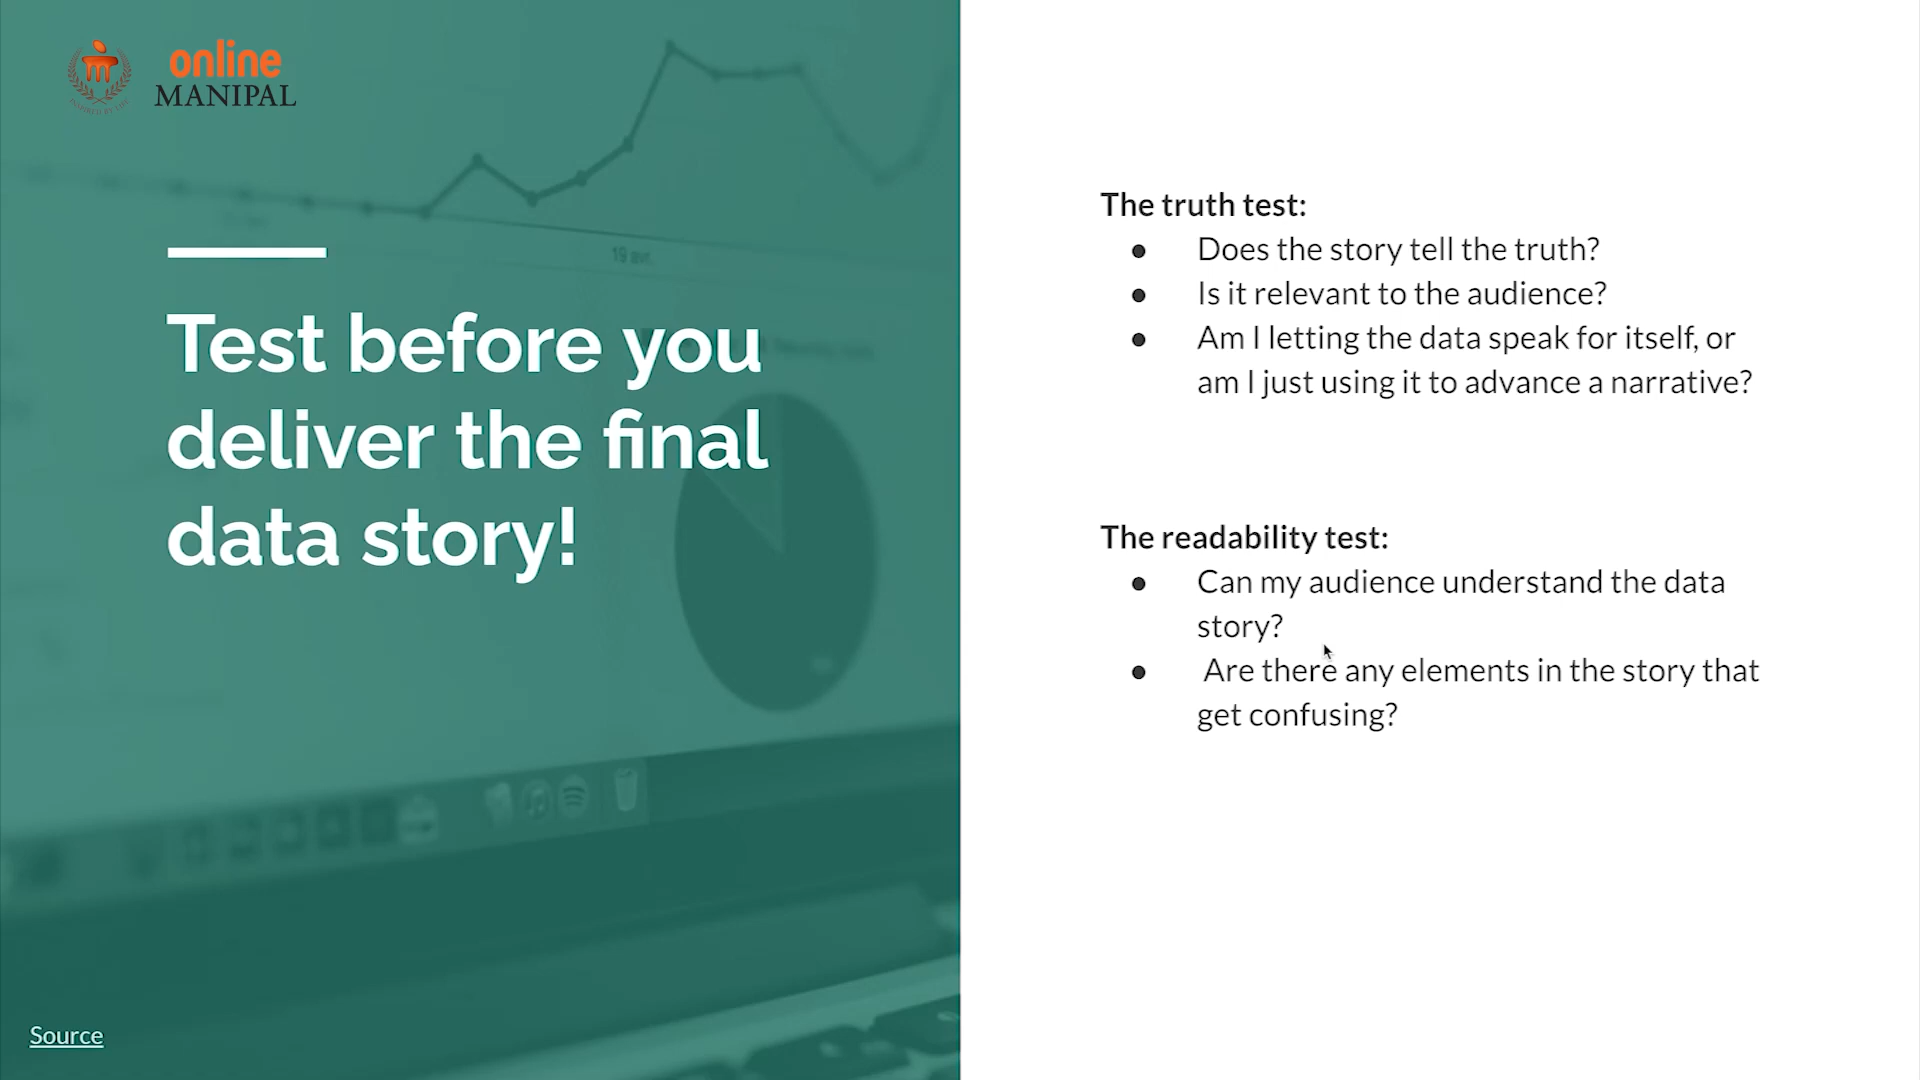 online
MANIPAL
19 avr.
Test before you
deliver the final
data story!
Source
The truth test:
● Does the story tell the truth?
● Is it relevant to the audience?
● Am I letting the data speak for itself, or
am I just using it to advance a narrative?
The readability test:
● Can my audience understand the data
story?
● Are there any elements in the story that
get confusing?